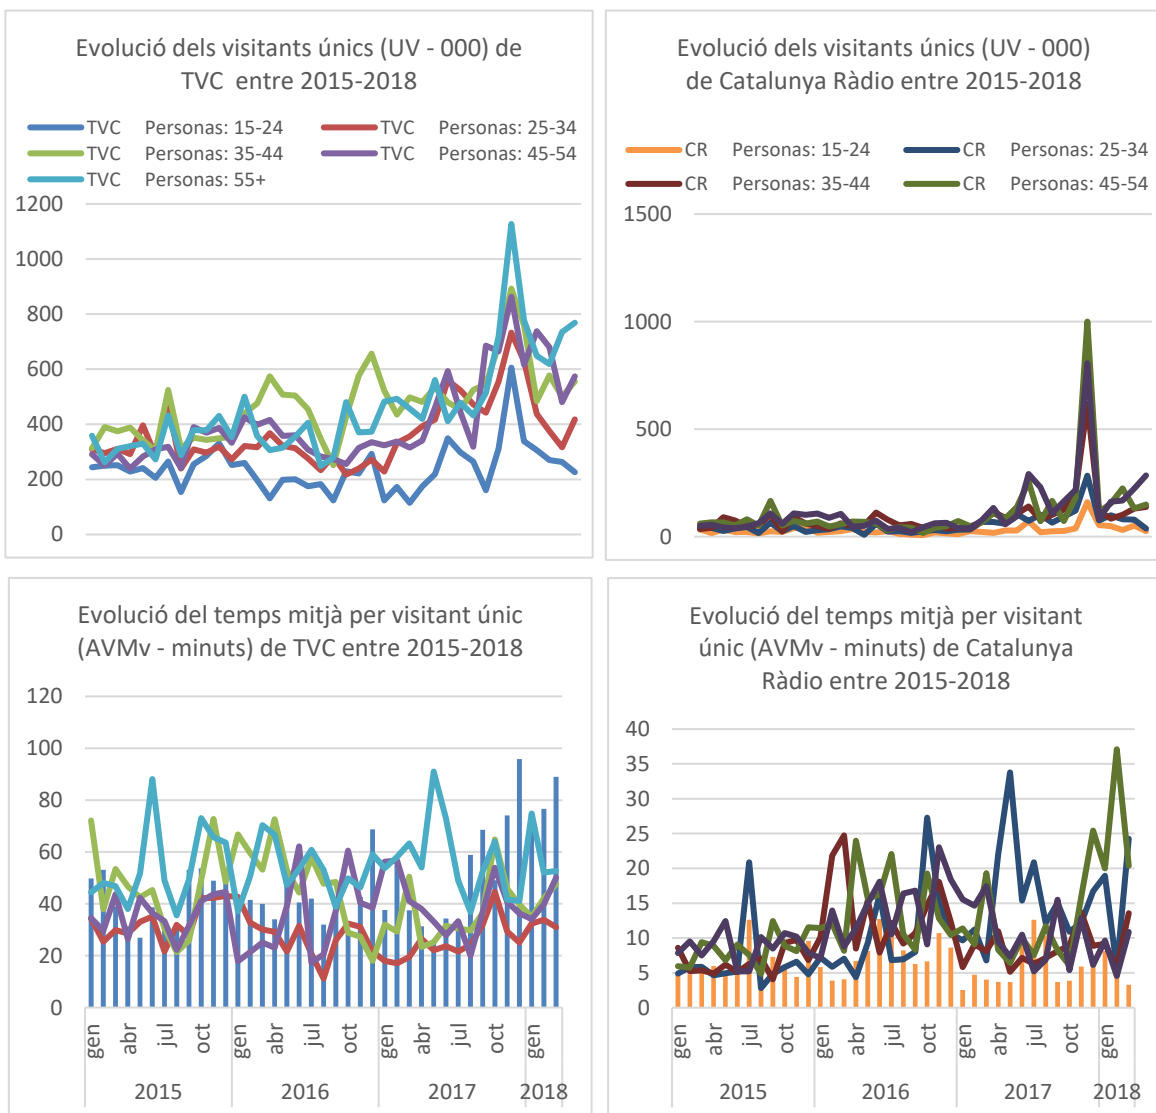 Evolució dels visitants únics (UV - 000) de
TVC entre 2015-2018
TVC Personas: 15-24 TVC Personas: 25-34
TVC Personas: 35-44 TVC Personas: 45-54
TVC Personas: 55+
1200
1000
800
600
400
200
0
Evolució dels visitants únics (UV - 000)
de Catalunya Ràdio entre 2015-2018
CR Personas: 15-24 CR Personas: 25-34
CR Personas: 35-44 CR Personas: 45-54
1500
1000
500
0
Evolució del temps mitjà per visitant únic
(AVMv - minuts) de TVC entre 2015-2018
120
100
80
60
40
20
0
gen abr jul oct gen abr jul oct gen abr jul oct gen
2015 2016 2017 2018
Evolució del temps mitjà per visitant
únic (AVMv - minuts) de Catalunya
Ràdio entre 2015-2018
40
35
30
25
20
15
10
5
0
gen abr jul oct gen abr jul oct gen abr jul oct gen
2015 2016 2017 2018